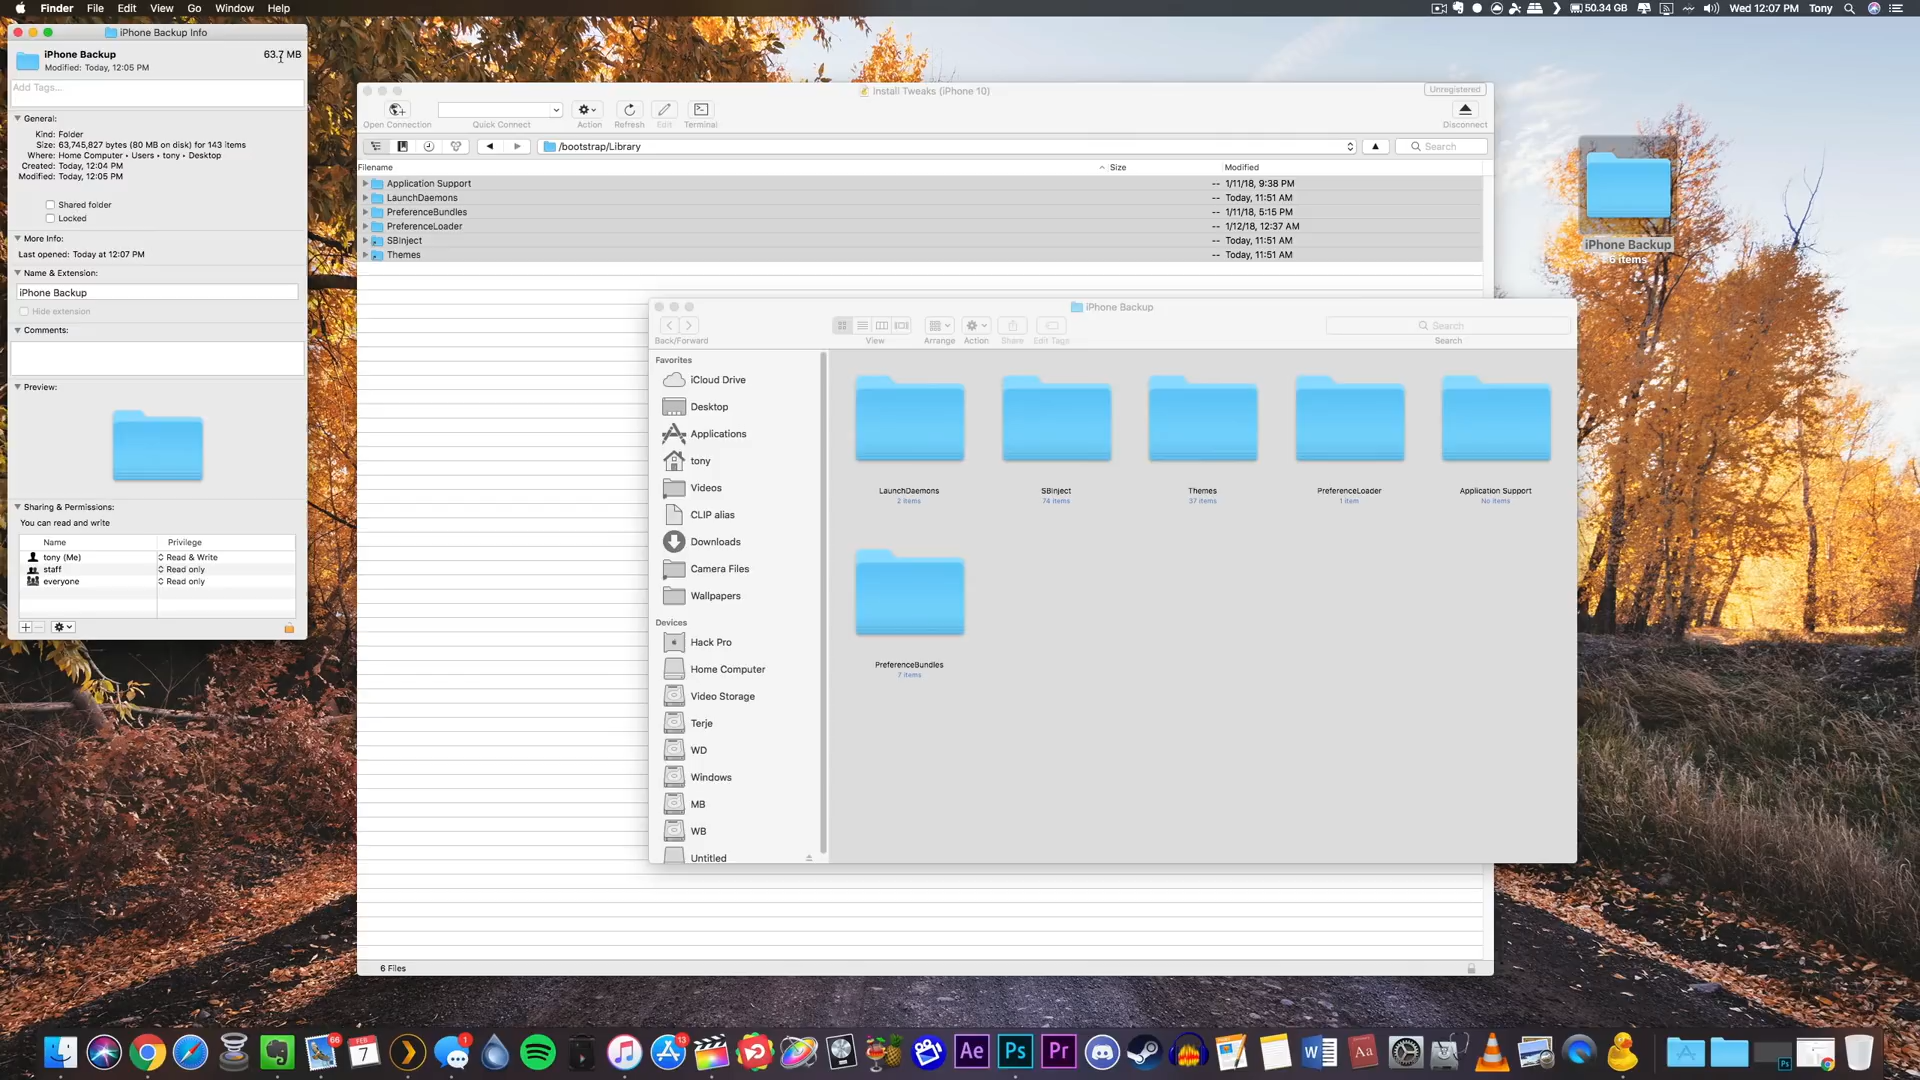 Finder File Edit View Go Window Help
50.34 GB Wed 12:07 PM Tony
iPhone Backup Info
iPhone Backup 63.7 MB
Modified: Today, 12:05 PM
Add Tags...
General:
Kind: Folder
Size: 63,745,827 bytes (80 MB on disk) for 143 items
Where: Home Computer • Users • tony • Desktop
Created: Today, 12:04 PM
Modified: Today, 12:05 PM
Shared folder
Locked
More Info:
Last opened: Today at 12:07 PM
Name & Extension:
iPhone Backup
Hide extension
Comments:
Preview:
Sharing & Permissions:
You can read and write
Name Privilege
tony (Me) Read & Write
staff Read only
everyone Read only
Install Tweaks (iPhone 10) Unregistered
Open Connection Quick Connect Action Refresh Edit Terminal Disconnect
/bootstrap/Library Search
Filename Size Modified
Application Support -- 1/11/18, 9:38 PM
LaunchDaemons -- Today, 11:51 AM
PreferenceBundles -- 1/11/18, 5:15 PM
PreferenceLoader -- 1/12/18, 12:37 AM
SBInject -- Today, 11:51 AM
Themes -- Today, 11:51 AM
6 Files
iPhone Backup
Search
Back/Forward View Arrange Action Share Edit Tags Search
Favorites
iCloud Drive
Desktop
Applications
tony
Videos
CLIP alias
Downloads
Camera Files
Wallpapers
Devices
Hack Pro
Home Computer
Video Storage
Terje
WD
Windows
MB
WB
Untitled
LaunchDaemons SBInject Themes PreferenceLoader Application Support
2 items 74 items 37 items 1 item No items
PreferenceBundles
7 items
iPhone Backup
6 items
66 FEB 7 1 13 Ae Ps Pr W Aa Ps